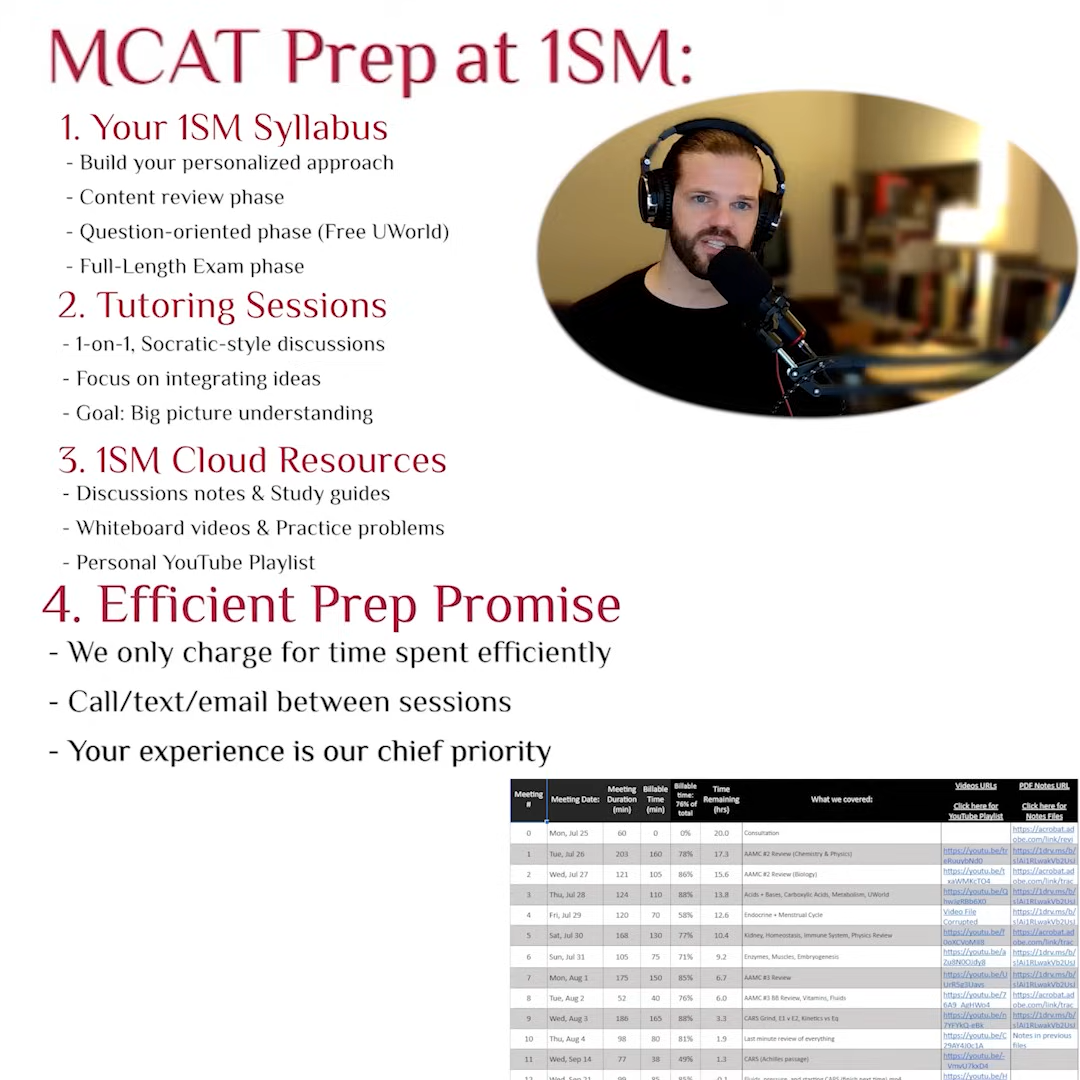 MCAT Prep at 1SM:
1. Your 1SM Syllabus
- Build your personalized approach
- Content review phase
- Question-oriented phase (Free UWorld)
- Full-Length Exam phase
2. Tutoring Sessions
- 1-on-1, Socratic-style discussions
- Focus on integrating ideas
- Goal: Big picture understanding
3. 1SM Cloud Resources
- Discussions notes & Study guides
- Whiteboard videos & Practice problems
- Personal YouTube Playlist
4. Efficient Prep Promise
- We only charge for time spent efficiently
- Call/text/email between sessions
- Your experience is our chief priority
Meeting # Meeting Date: Meeting Duration (min) Billable Time (min) Billable time: 76% of total Time Remaining (hrs) What we covered: Videos URLs Click here for YouTube Playlist PDF Notes URL Click here for Notes Files
0 Mon, Jul 25 60 0 0% 20.0 Consultation
1 Tue, Jul 26 203 160 78% 17.3 AAMC #2 Review (Chemistry & Physics)
2 Wed, Jul 27 121 105 86% 15.6 AAMC #2 Review (Biology)
3 Thu, Jul 28 124 110 88% 13.8 Acids + Bases, Carboxylic Acids, Metabolism, UWorld
4 Fri, Jul 29 120 70 58% 12.6 Endocrine + Menstrual Cycle Video File Corrupted
5 Sat, Jul 30 168 130 77% 10.4 Kidney, Homeostasis, Immune System, Physics Review
6 Sun, Jul 31 105 75 71% 9.2 Enzymes, Muscles, Embryogenesis
7 Mon, Aug 1 175 150 85% 6.7 AAMC #3 Review
8 Tue, Aug 2 52 40 76% 6.0 AAMC #3 BB Review, Vitamins, Fluids
9 Wed, Aug 3 186 165 88% 3.3 CARS Grind, E1 v E2, Kinetics vs Eq
10 Thu, Aug 4 98 80 81% 1.9 Last minute review of everything Notes in previous files
11 Wed, Sep 14 77 38 49% 1.3 CARS (Achilles passage)